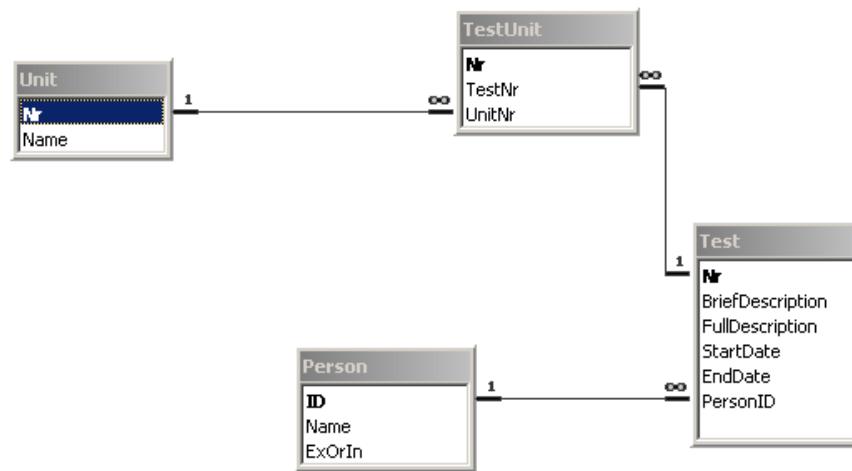 TestUnit
Nr
TestNr
UnitNr
Unit
Nr
Name
1
∞
∞
Test
Nr
BriefDescription
FullDescription
StartDate
EndDate
PersonID
1
Person
ID
Name
ExOrIn
1
∞